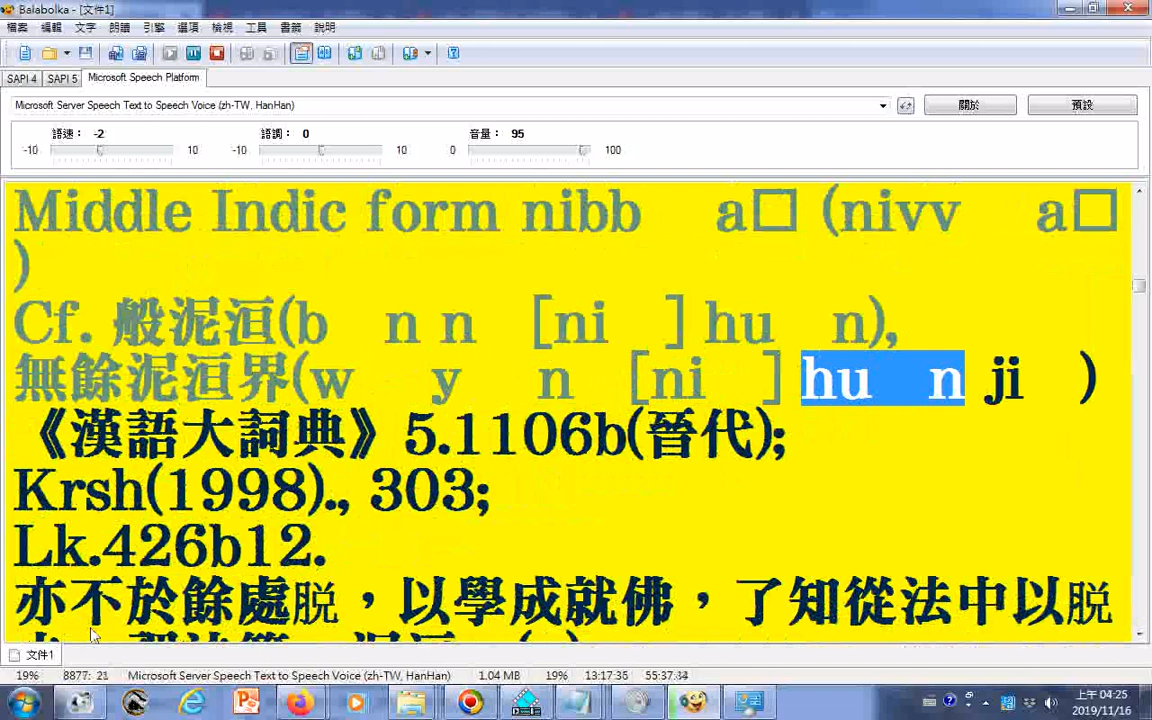 Balabolka - [文件1]
檔案 編輯 文字 朗讀 引擎 選項 檢視 工具 書籤 說明
SAPI 4 SAPI 5 Microsoft Speech Platform
Microsoft Server Speech Text to Speech Voice (zh-TW, HanHan) 關於 預設
語速： -2 語調： 0 音量： 95
-10 10 -10 10 0 100
Middle Indic form nibb a□ (nivv a□
)
Cf. 般泥洹(b n n [ni ] hu n),
無餘泥洹界(w y n [ni ] hu n ji )
《漢語大詞典》5.1106b(晉代);
Krsh(1998)., 303;
Lk.426b12.
亦不於餘處脱，以學成就佛，了知從法中以脱
文件1
19% 8877: 21 Microsoft Server Speech Text to Speech Voice (zh-TW, HanHan) 1.04 MB 19% 13:17:35 55:37:34
上午 04:25
2019/11/16